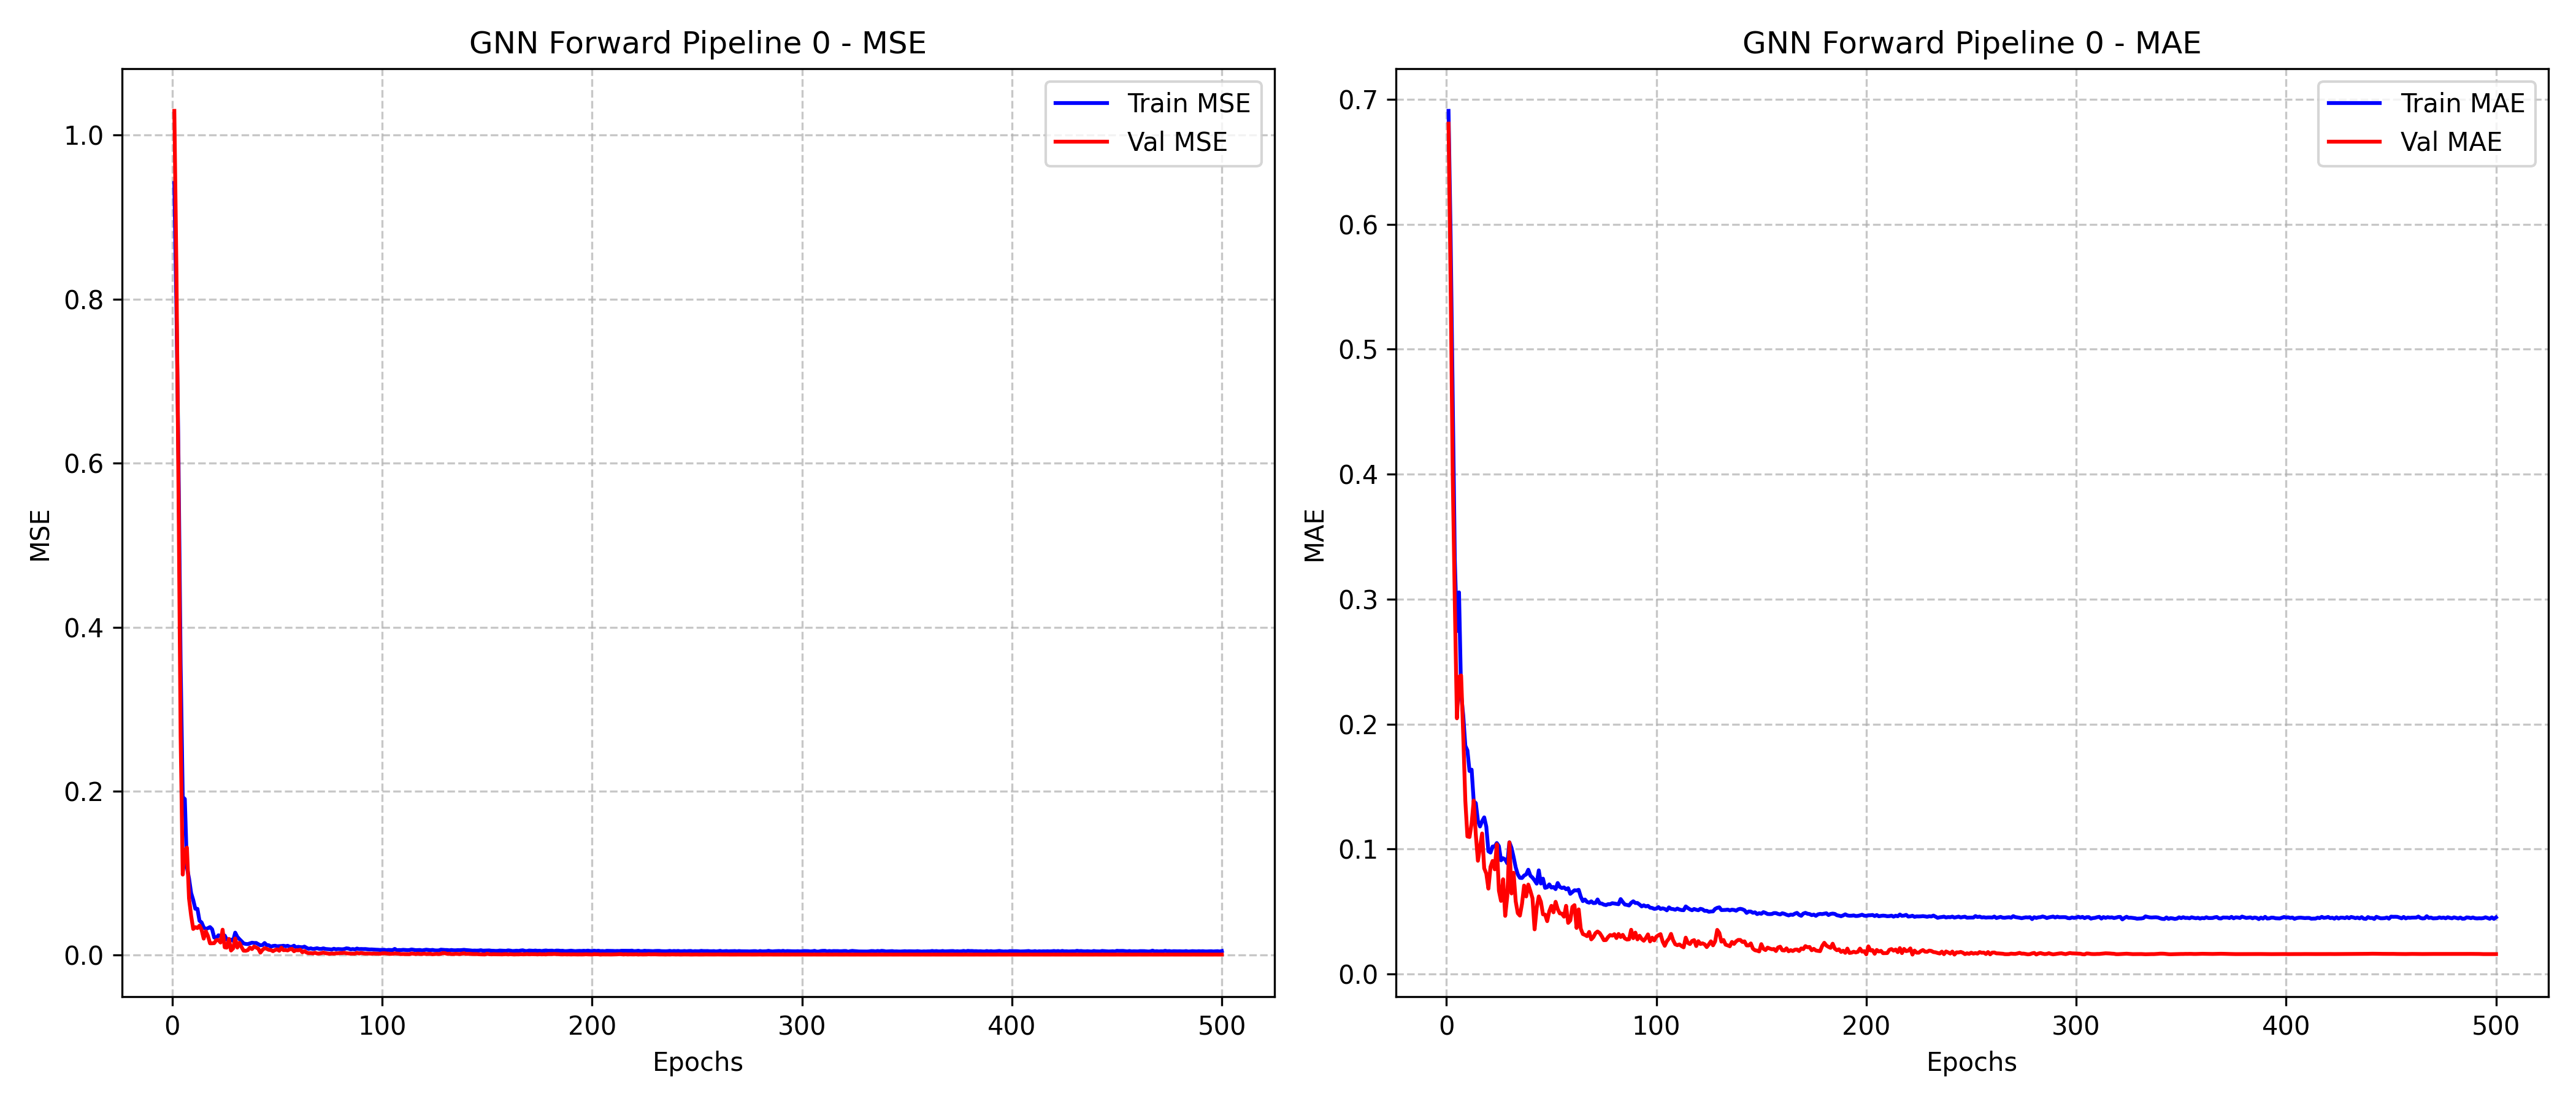 GNN Forward Pipeline 0 - MSE
Train MSE
Val MSE
1.0
0.8
0.6
0.4
0.2
0.0
MSE
0
100
200
300
400
500
Epochs
GNN Forward Pipeline 0 - MAE
Train MAE
Val MAE
0.7
0.6
0.5
0.4
0.3
0.2
0.1
0.0
MAE
0
100
200
300
400
500
Epochs